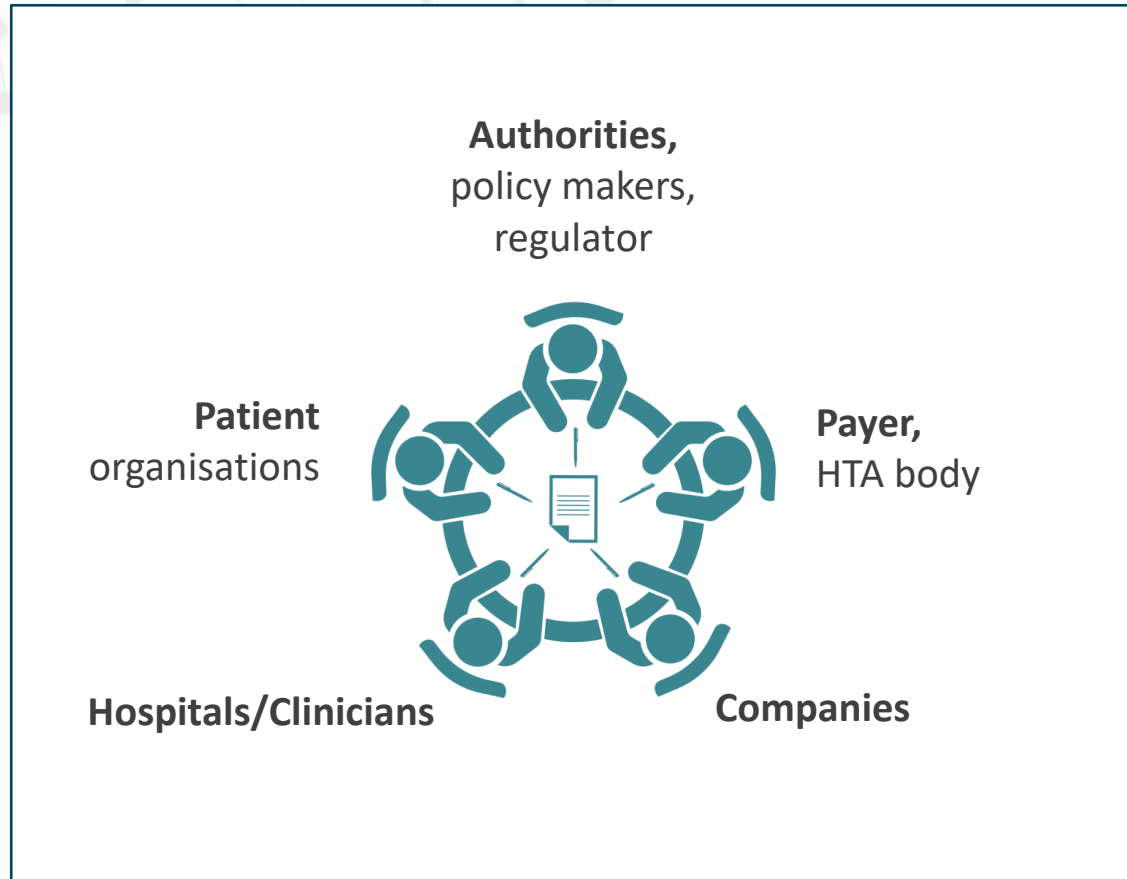 Authorities,
policy makers,
regulator
Patient
organisations
Payer,
HTA body
Hospitals/Clinicians
Companies